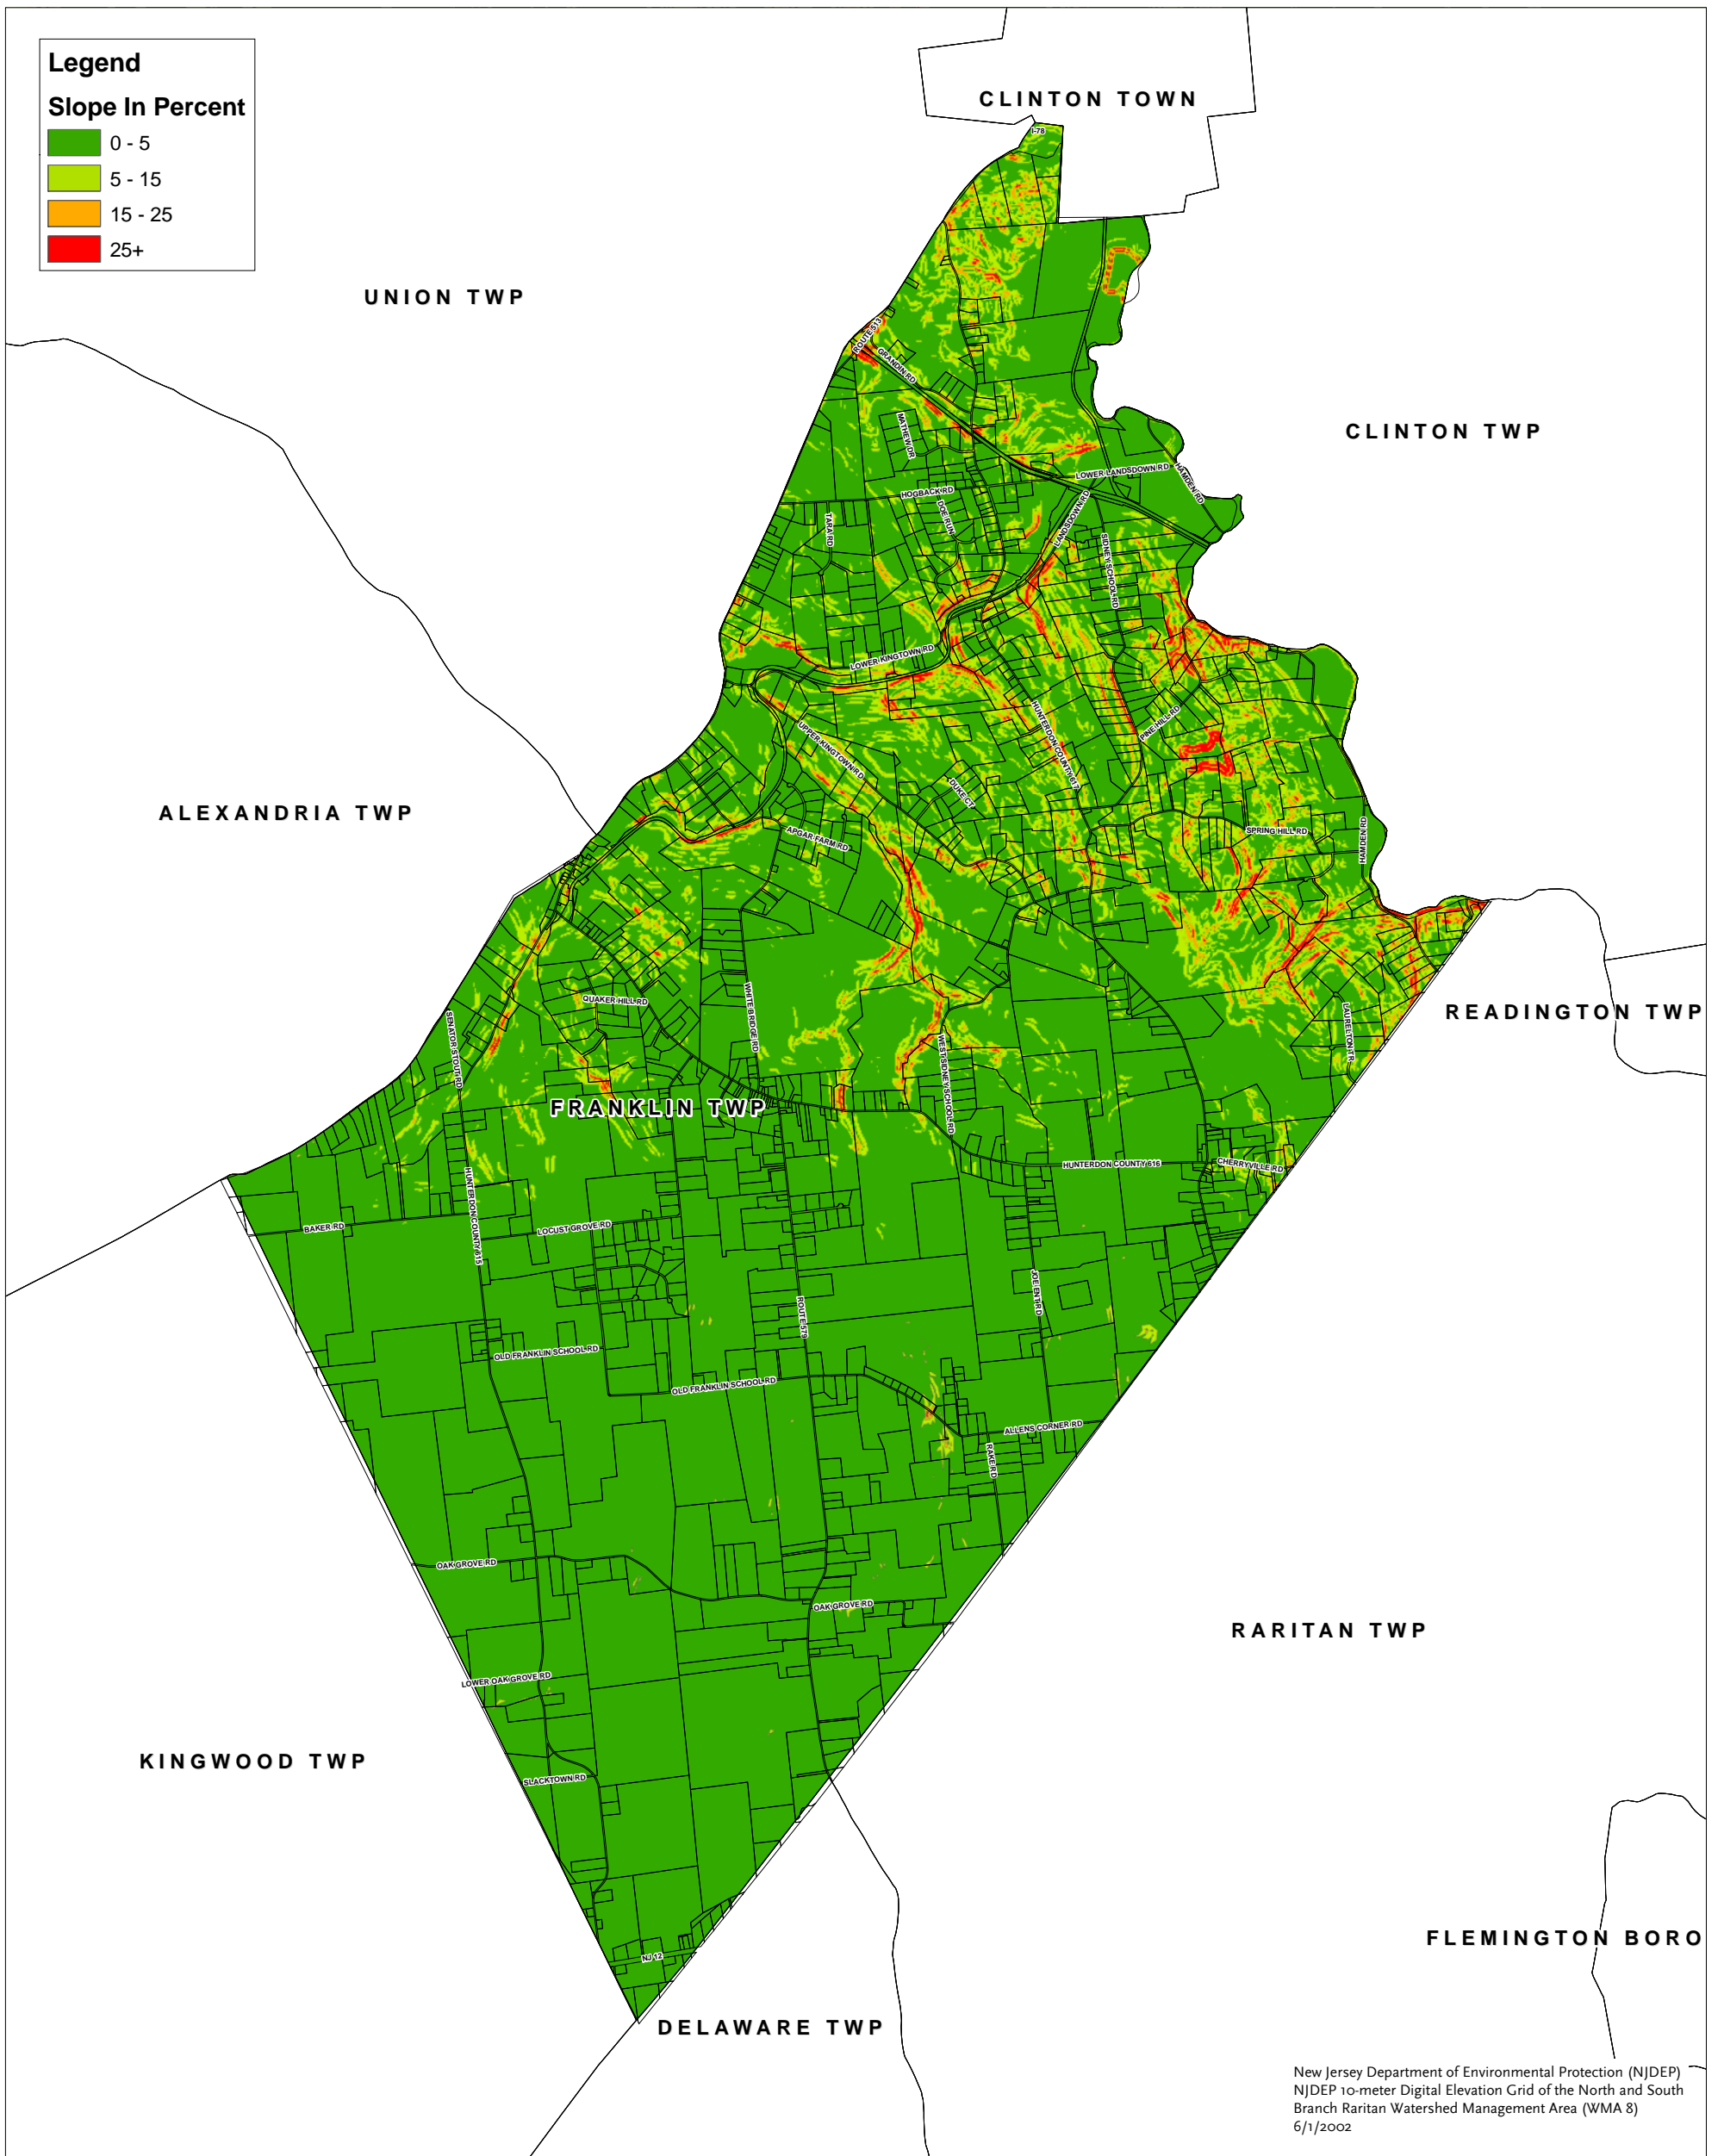 Legend
Slope In Percent
0 - 5
5 - 15
15 - 25
25+
CLINTON TOWN
I-78
UNION TWP
ROUTE 513
GRANDIN RD
CLINTON TWP
MATHEW DR
LOWER LANDSDOWN RD
HAMDEN RD
HOGBACK RD
DOE RUN
LANDSDOWN RD
TARA RD
SIDNEY SCHOOL RD
LOWER KINGTOWN RD
HUNTERDON COUNTY 617
PINE HILL RD
UPPER KINGTOWN RD
DUKE CT
ALEXANDRIA TWP
APGAR FARM RD
SPRING HILL RD
HAMDEN RD
QUAKER HILL RD
WHITE BRIDGE RD
READINGTON TWP
SENATOR STOUT RD
WEST SIDNEY SCHOOL RD
LAURELTON TR
FRANKLIN TWP
HUNTERDON COUNTY 616
CHERRYVILLE RD
HUNTERDON COUNTY 615
BAKER RD
LOCUST GROVE RD
JOE ENT RD
ROUTE 579
OLD FRANKLIN SCHOOL RD
OLD FRANKLIN SCHOOL RD
ALLENS CORNER RD
RAKE RD
OAK GROVE RD
OAK GROVE RD
RARITAN TWP
LOWER OAK GROVE RD
KINGWOOD TWP
SLACKTOWN RD
FLEMINGTON BORO
NJ 12
DELAWARE TWP
New Jersey Department of Environmental Protection (NJDEP)
NJDEP 10-meter Digital Elevation Grid of the North and South
Branch Raritan Watershed Management Area (WMA 8)
6/1/2002